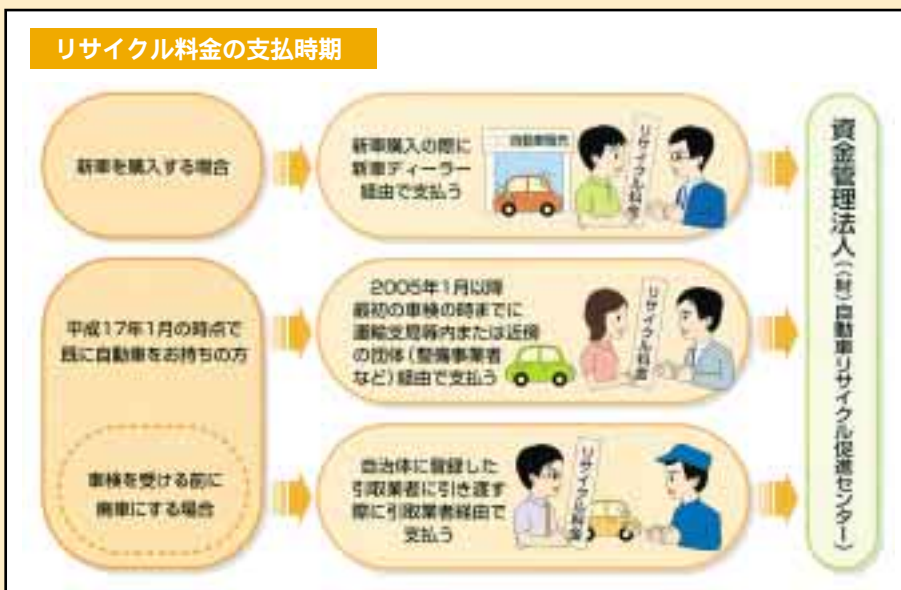 リサイクル料金の支払時期
新車を購入する場合
新車購入の際に
新車ディーラー
経由で支払う
自動車販売
リサイクル料金
平成17年1月の時点で
既に自動車をお持ちの方
2005年1月以降
最初の車検の時までに
運輸支局等内または近傍
の団体(整備事業者
など)経由で支払う
リサイクル料金
車検を受ける前に
廃車にする場合
自治体に登録した
引取業者に引き渡す
際に引取業者経由で
支払う
リサイクル料金
資金管理法人((財)自動車リサイクル促進センター)